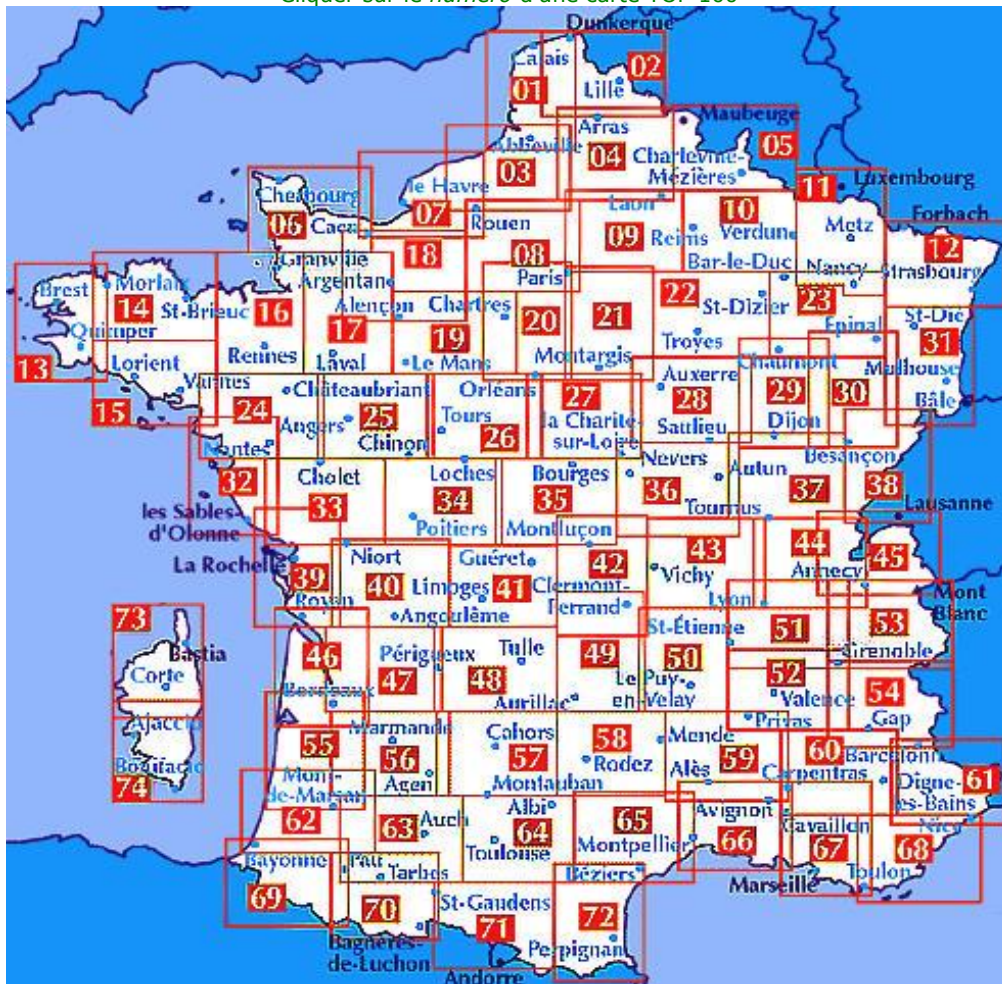 Cliquer sur le numéro d'une carte TOP 100
Dunkerque
Calais
02
01
Lille
Maubeuge
Arras
05
Abbeville
04
03
Charleville-
Mézières
11
Luxembourg
Cherbourg
le Havre
07
Rouen
Laon
10
Forbach
06
Caen
09
Reims
Verdun
Metz
12
Granville
18
08
Bar-le-Duc
Nancy
Strasbourg
Brest
Morlaix
Argentan
Paris
22
23
14
St-Brieuc
16
Alençon
Chartres
20
21
St-Dizier
St-Dié
Quimper
17
19
Troyes
Epinal
31
13
Lorient
Rennes
Laval
Le Mans
Montargis
Chaumont
Mulhouse
Vannes
Châteaubriant
Orléans
27
Auxerre
29
30
Bâle
15
24
25
Tours
la Charité-
sur-Loire
28
Dijon
Angers
Chinon
26
Saulieu
Besançon
Nantes
32
Cholet
Loches
Bourges
Nevers
Autun
38
33
34
35
36
37
Lausanne
les Sables-
d'Olonne
Poitiers
Montluçon
Tournus
La Rochelle
Niort
Guéret
42
43
44
45
39
40
Limoges
41
Clermont-
Ferrand
Vichy
Annecy
Mont
Blanc
Royan
Angoulême
Lyon
73
St-Étienne
51
53
Bastia
46
Périgueux
Tulle
49
50
Grenoble
Corte
47
48
Le Puy-
en-Velay
52
Valence
54
Bordeaux
Aurillac
Privas
Gap
Ajaccio
55
Marmande
Cahors
58
Mende
59
60
Barcelonn
56
57
Rodez
Bonifacio
Mont-
de-Marsan
Agen
Montauban
Alès
Carpentras
Digne-
les-Bains
61
74
62
63
Auch
Albi
65
Avignon
Cavaillon
Nice
64
Toulouse
Montpellier
66
67
68
Bayonne
Pau
Tarbes
Béziers
Marseille
Toulon
69
70
St-Gaudens
71
72
Bagnères-
de-Luchon
Perpignan
Andorre